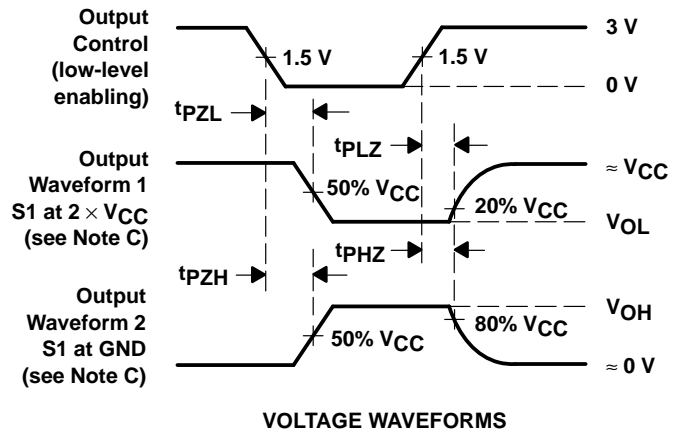 Output
Control
(low-level
enabling)
3 V
1.5 V
1.5 V
0 V
tPZL
tPLZ
Output
Waveform 1
S1 at 2 × VCC
(see Note C)
≈ VCC
50% VCC
20% VCC
VOL
tPZH
tPHZ
Output
Waveform 2
S1 at GND
(see Note C)
VOH
50% VCC
80% VCC
≈ 0 V
VOLTAGE WAVEFORMS